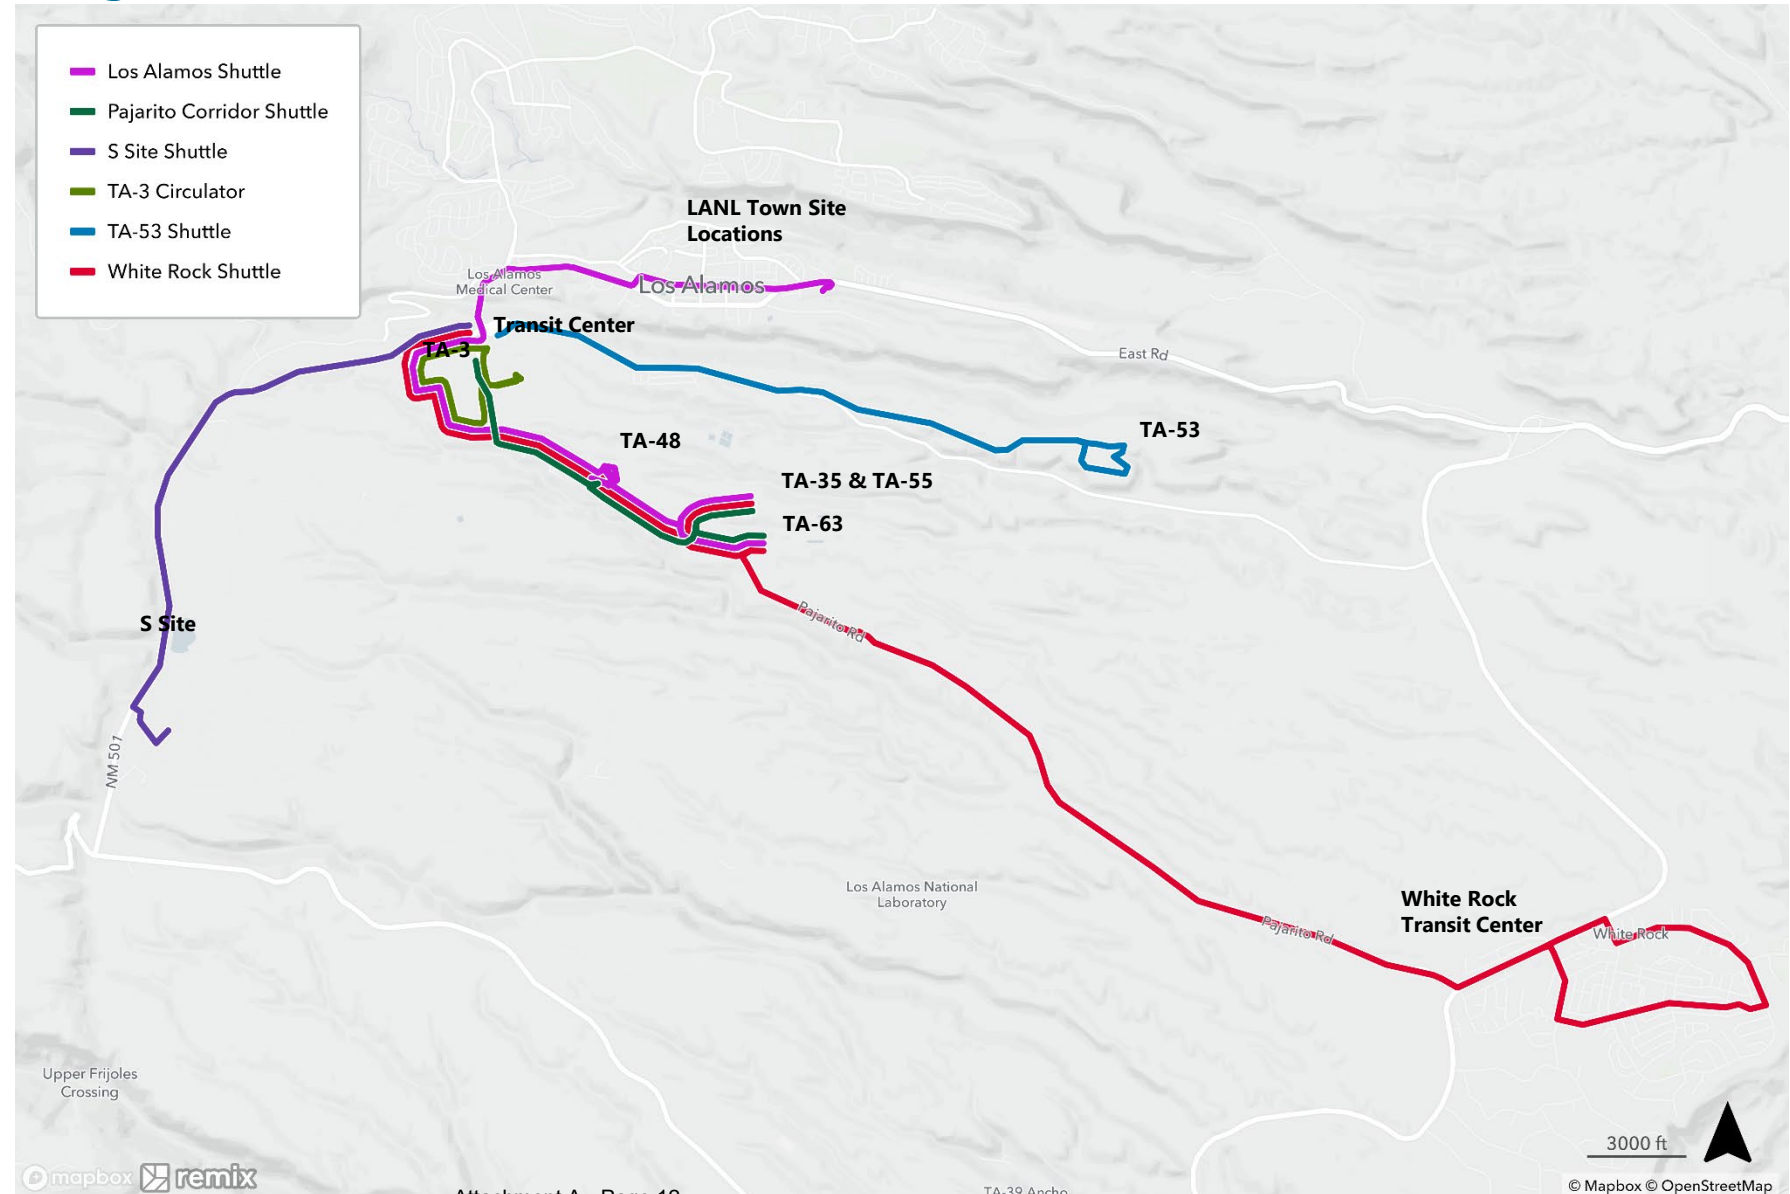 Los Alamos Shuttle
Pajarito Corridor Shuttle
S Site Shuttle
TA-3 Circulator
TA-53 Shuttle
White Rock Shuttle
LANL Town Site
Locations
Los Alamos
Medical Center
Los Alamos
Transit Center
TA-3
East Rd
TA-48
TA-53
TA-35 & TA-55
TA-63
S Site
Pajarito Rd
NM 501
Los Alamos National
Laboratory
White Rock
Transit Center
Pajarito Rd
White Rock
Upper Frijoles
Crossing
3000 ft
mapbox
remix
TA-39 Ancho
© Mapbox © OpenStreetMap